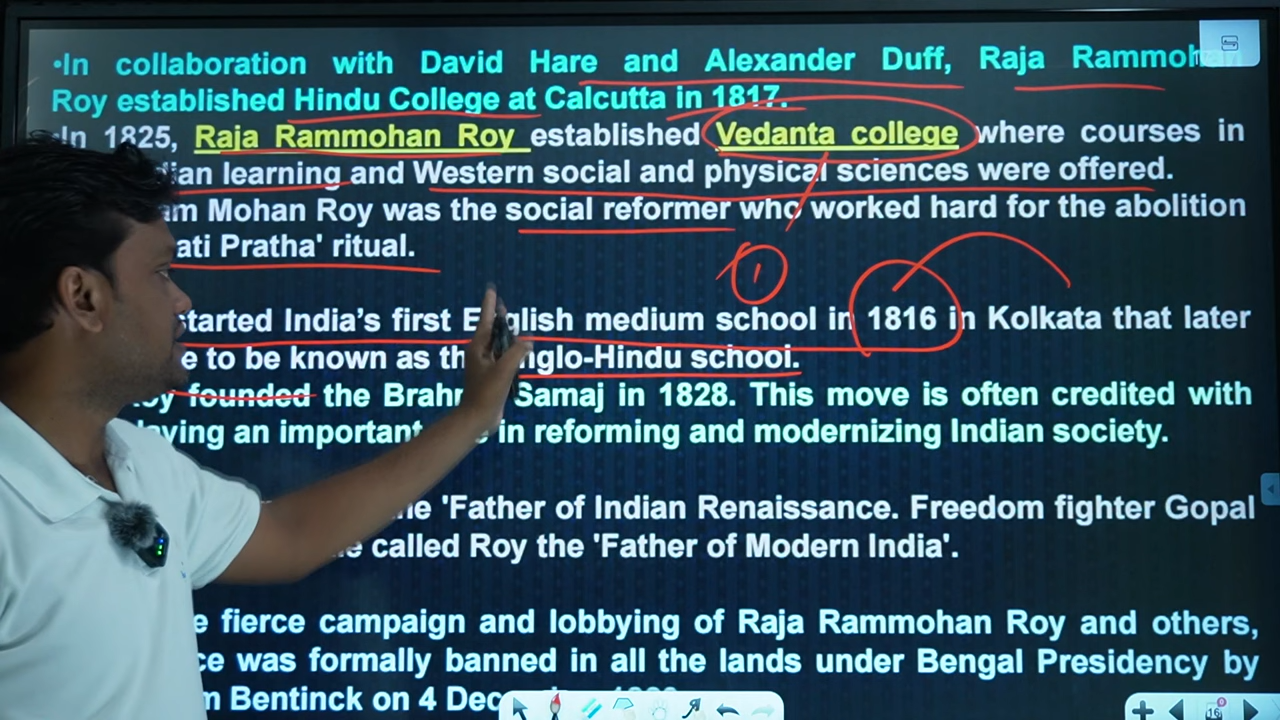 •In collaboration with David Hare and Alexander Duff, Raja Rammohan
Roy established Hindu College at Calcutta in 1817.
In 1825, Raja Rammohan Roy established Vedanta college where courses in
ian learning and Western social and physical sciences were offered.
am Mohan Roy was the social reformer who worked hard for the abolition
ati Pratha' ritual.
1
started India's first English medium school in 1816 in Kolkata that later
e to be known as th nglo-Hindu school.
founded the Brahm Samaj in 1828. This move is often credited with
laying an important in reforming and modernizing Indian society.
he 'Father of Indian Renaissance. Freedom fighter Gopal
e called Roy the 'Father of Modern India'.
e fierce campaign and lobbying of Raja Rammohan Roy and others,
ce was formally banned in all the lands under Bengal Presidency by
m Bentinck on 4 Dec
16